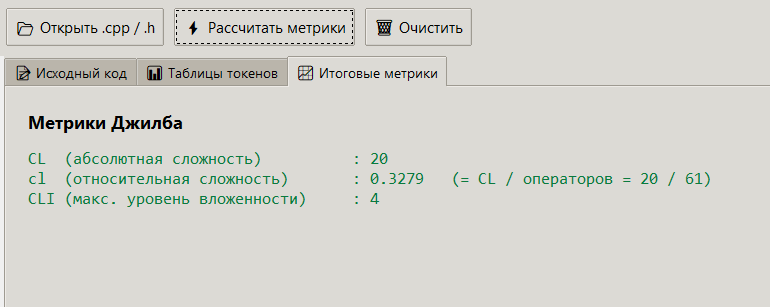 Открыть .cpp / .h Рассчитать метрики Очистить
Исходный код Таблицы токенов Итоговые метрики
Метрики Джилба
CL (абсолютная сложность) : 20
cl (относительная сложность) : 0.3279 (= CL / операторов = 20 / 61)
CLI (макс. уровень вложенности) : 4